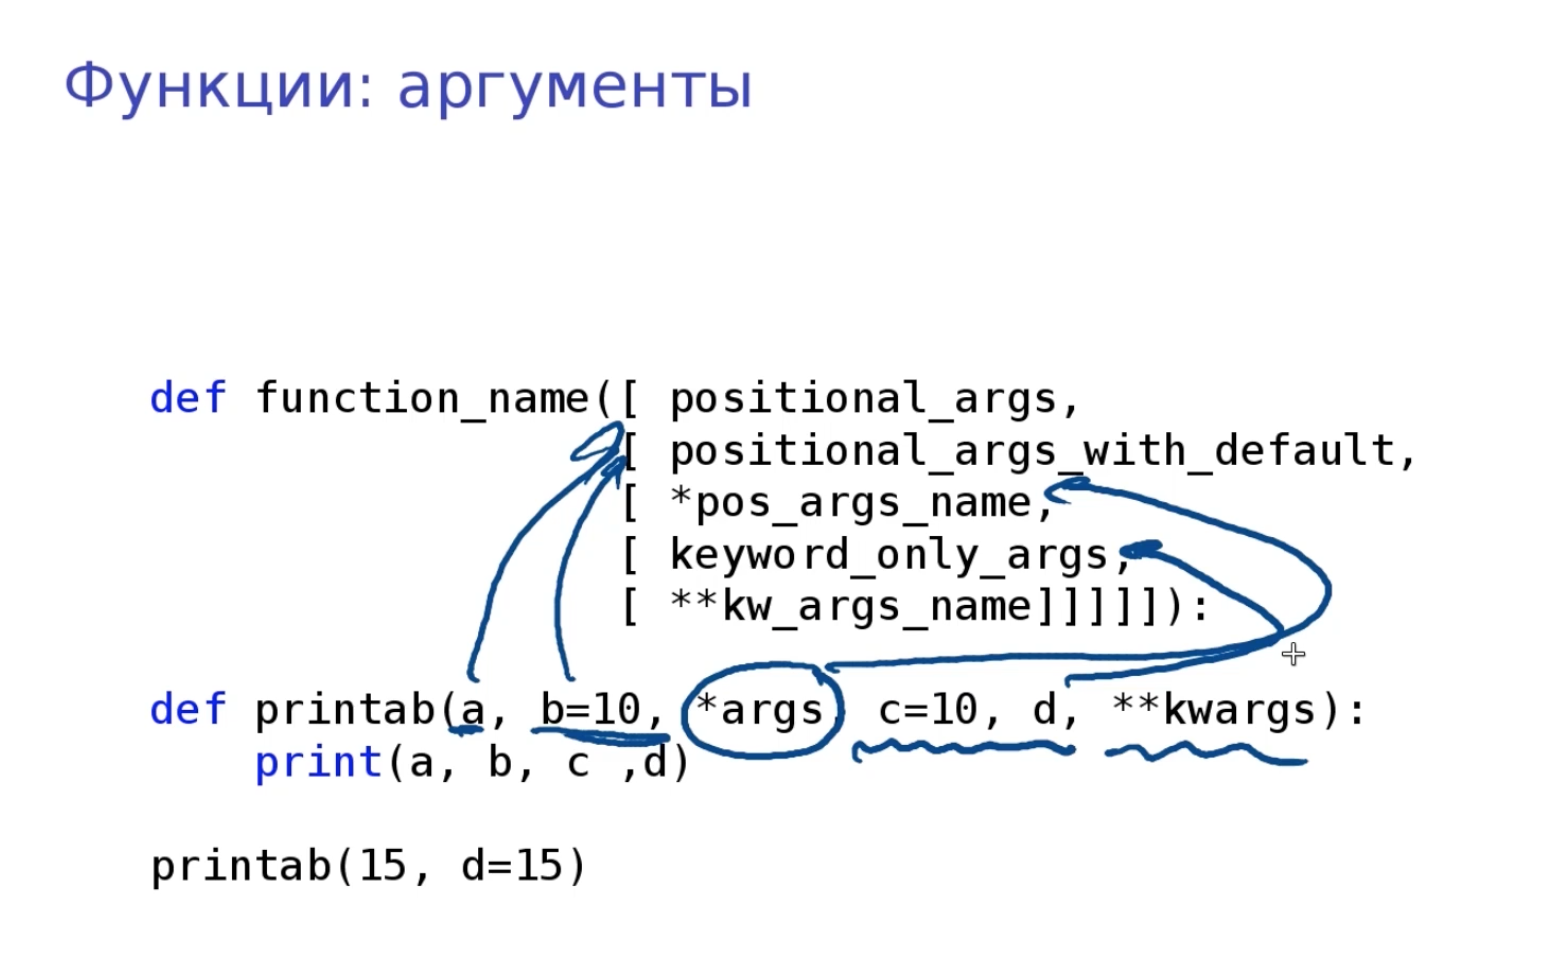 Функции: аргументы
def function_name([ positional_args,
[ positional_args_with_default,
[ *pos_args_name,
[ keyword_only_args,
[ **kw_args_name]]]]]):
def printab(a, b=10, *args, c=10, d, **kwargs):
print(a, b, c ,d)
printab(15, d=15)